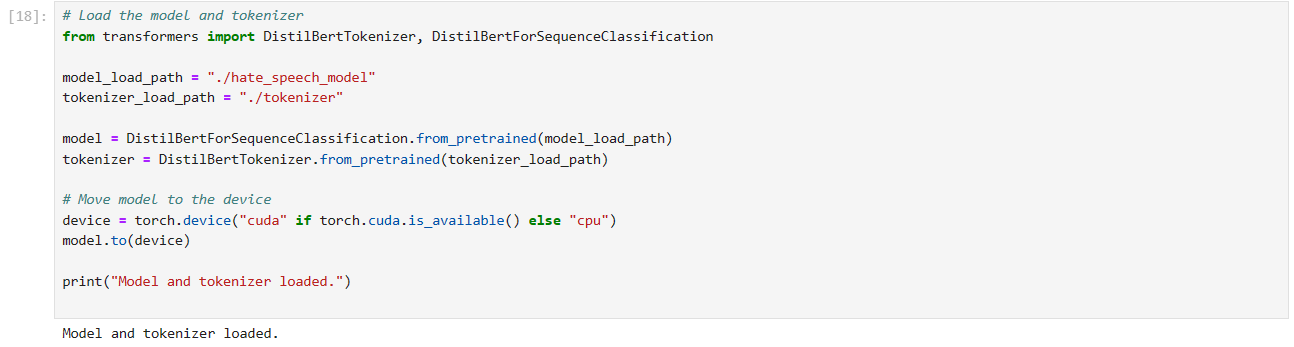 [18]: # Load the model and tokenizer
from transformers import DistilBertTokenizer, DistilBertForSequenceClassification
model_load_path = "./hate_speech_model"
tokenizer_load_path = "./tokenizer"
model = DistilBertForSequenceClassification.from_pretrained(model_load_path)
tokenizer = DistilBertTokenizer.from_pretrained(tokenizer_load_path)
# Move model to the device
device = torch.device("cuda" if torch.cuda.is_available() else "cpu")
model.to(device)
print("Model and tokenizer loaded.")
Model and tokenizer loaded.